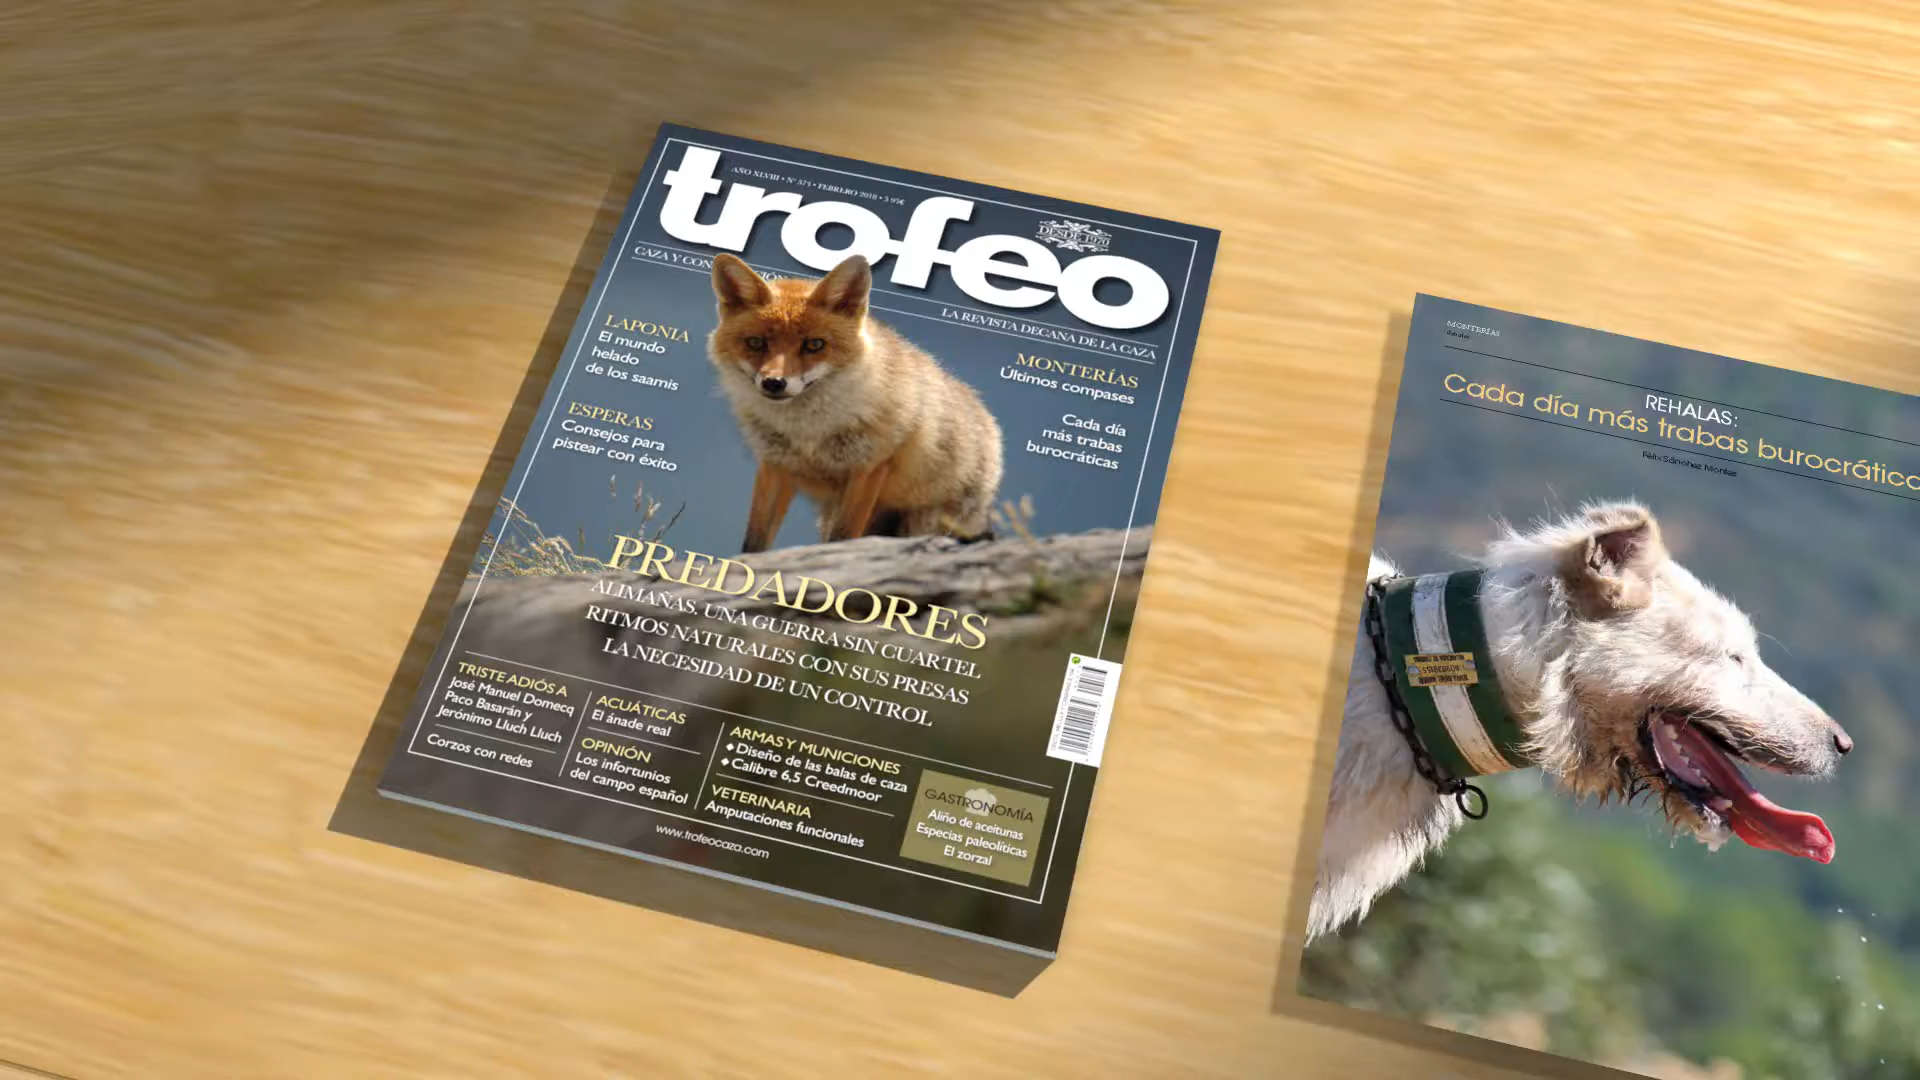 AÑO XLVIII • Nº 573 • FEBRERO 2018 • 5 95€
trofeo
DESDE 1970
CAZA Y CON
LA REVISTA DECANA DE LA CAZA
LAPONIA
El mundo
helado
de los saamis
ESPERAS
Consejos para
pistear con éxito
MONTERÍAS
Últimos compases
Cada día
más trabas
burocráticas
PREDADORES
ALIMAÑAS, UNA GUERRA SIN CUARTEL
RITMOS NATURALES CON SUS PRESAS
LA NECESIDAD DE UN CONTROL
TRISTE ADIÓS A
José Manuel Domecq
Paco Basarán y
Jerónimo Lluch Lluch
Corzos con redes
ACUÁTICAS
El ánade real
OPINIÓN
Los infortunios
del campo español
ARMAS Y MUNICIONES
◆ Diseño de las balas de caza
◆ Calibre 6,5 Creedmoor
VETERINARIA
Amputaciones funcionales
GASTRONOMÍA
Aliño de aceitunas
Especias paleolíticas
El zorzal
www.trofeocaza.com
MONTERÍAS
REHALAS:
Cada día más trabas burocrátic
Félix Sánchez Montes